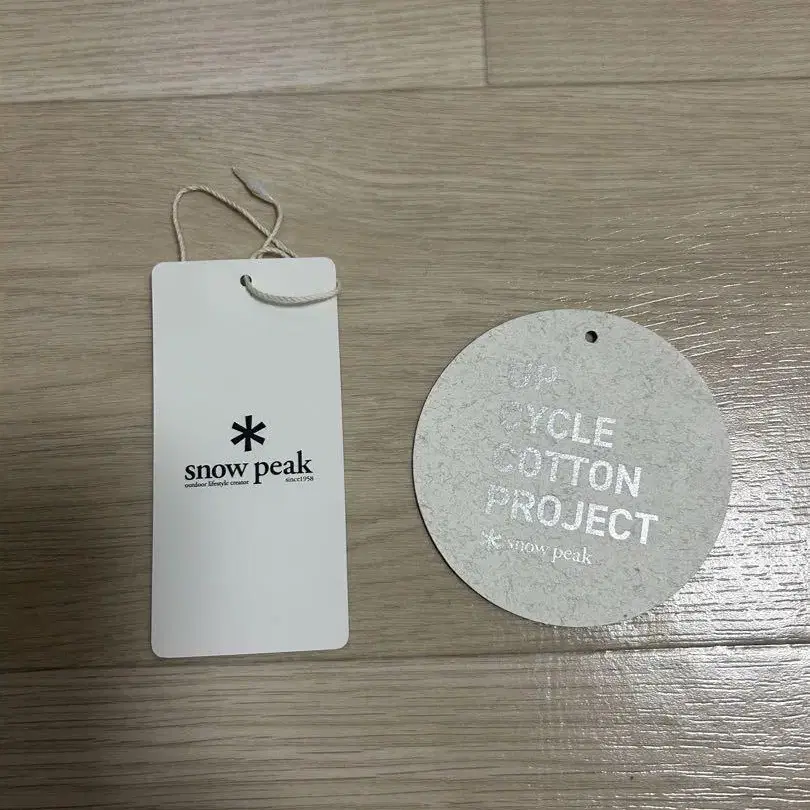 snow peak
outdoor lifestyle creator since1958
UP
CYCLE
COTTON
PROJECT
snow peak